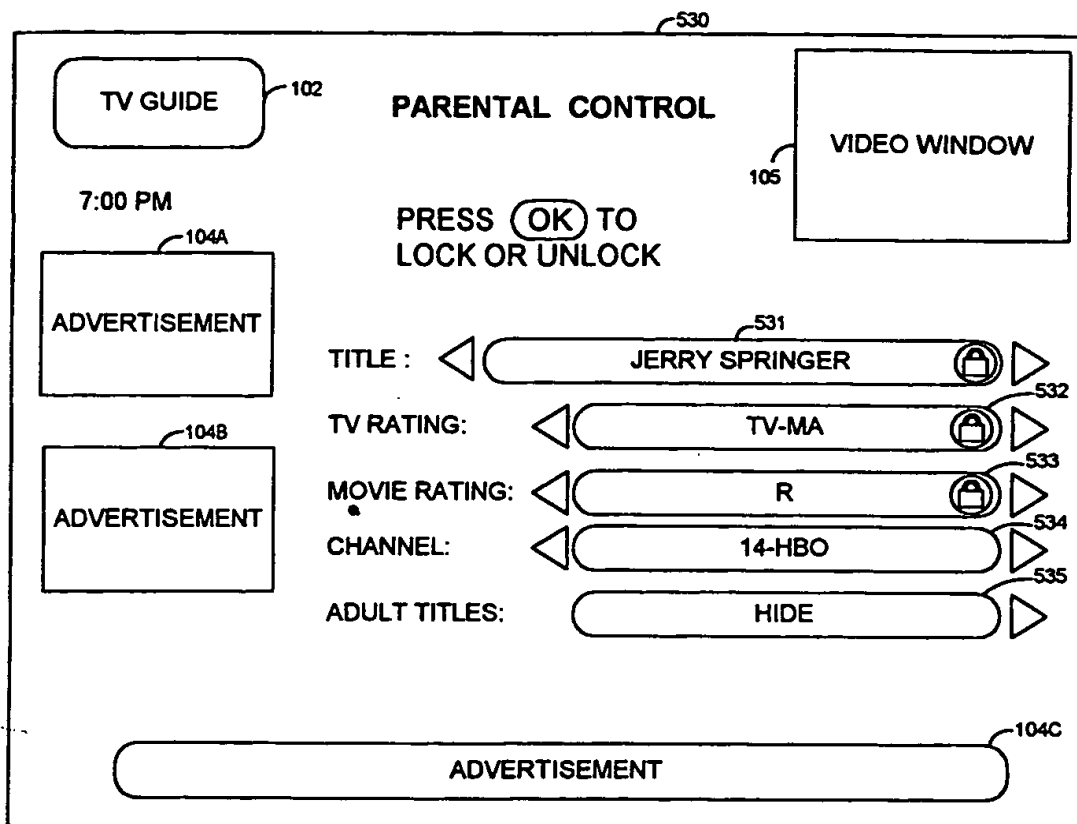 530
TV GUIDE
102
PARENTAL CONTROL
VIDEO WINDOW
105
7:00 PM
PRESS OK TO
LOCK OR UNLOCK
104A
ADVERTISEMENT
531
TITLE : JERRY SPRINGER
532
TV RATING: TV-MA
104B
ADVERTISEMENT
533
MOVIE RATING: R
534
CHANNEL: 14-HBO
535
ADULT TITLES: HIDE
104C
ADVERTISEMENT